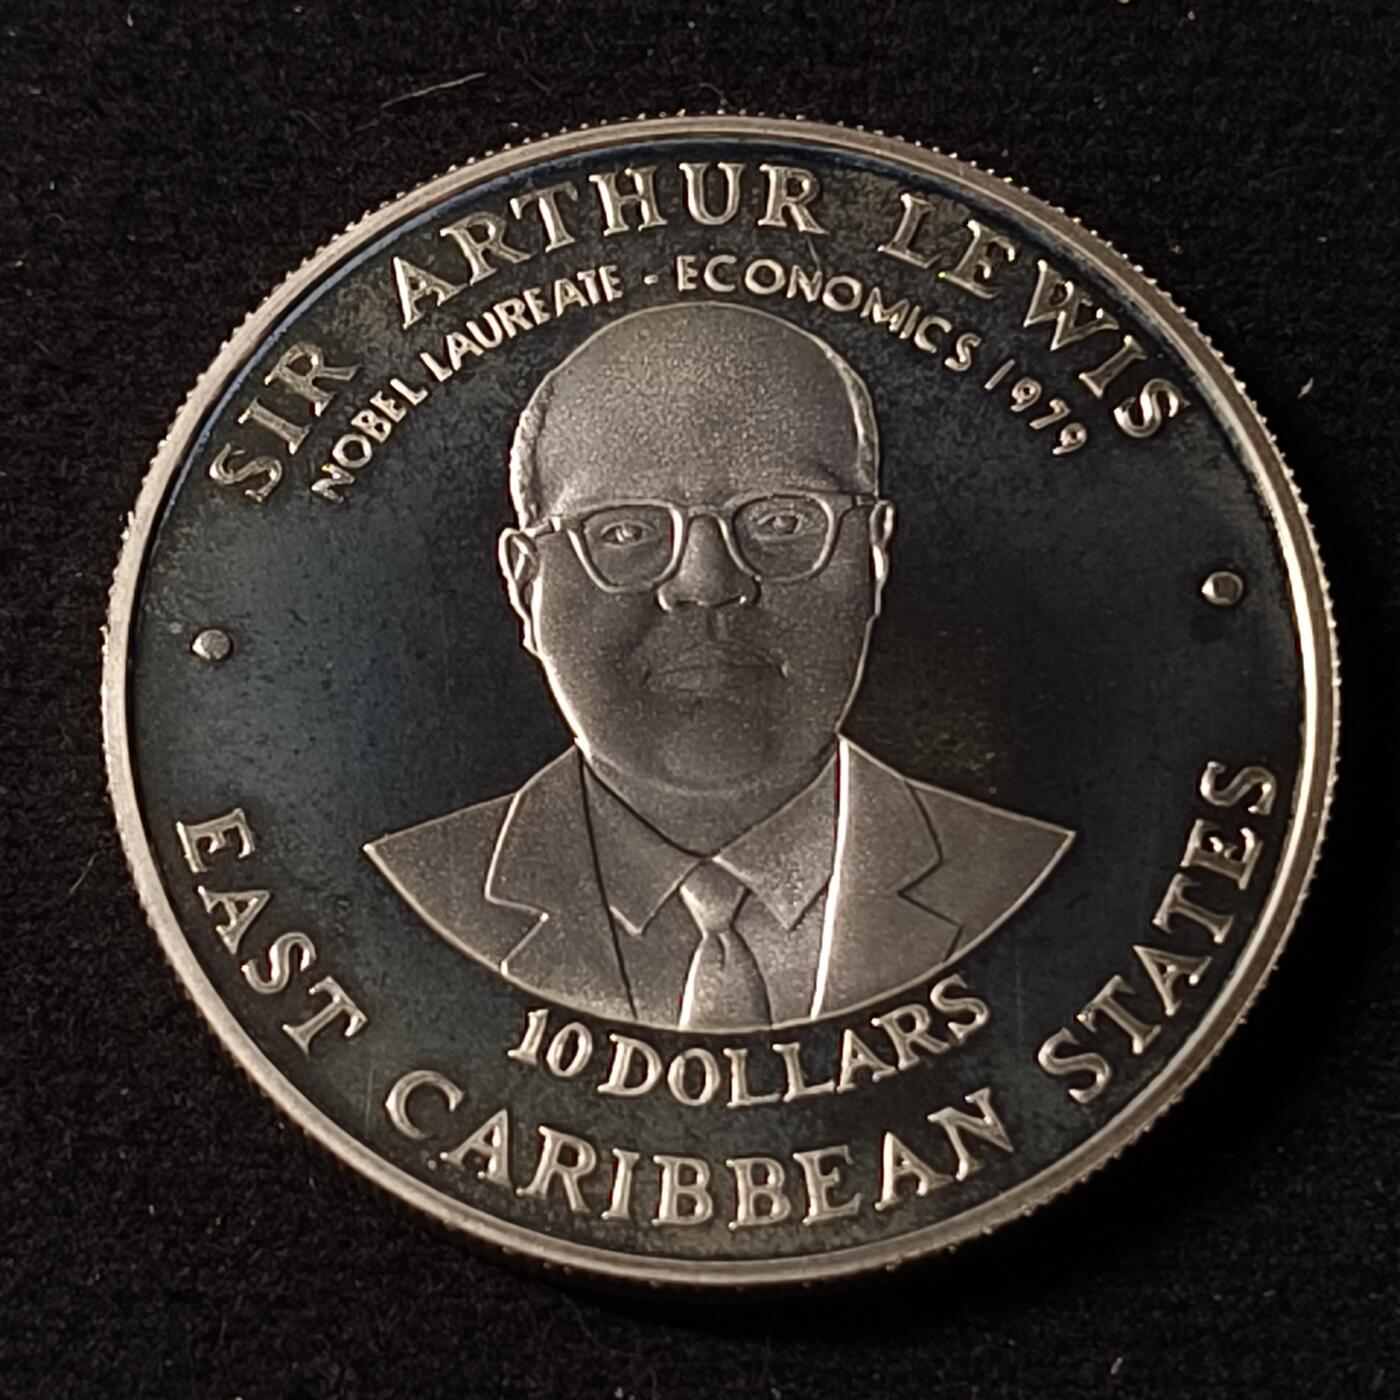 SIR ARTHUR LEWIS
NOBEL LAUREATE - ECONOMICS 1979
10 DOLLARS
EAST CARIBBEAN STATES